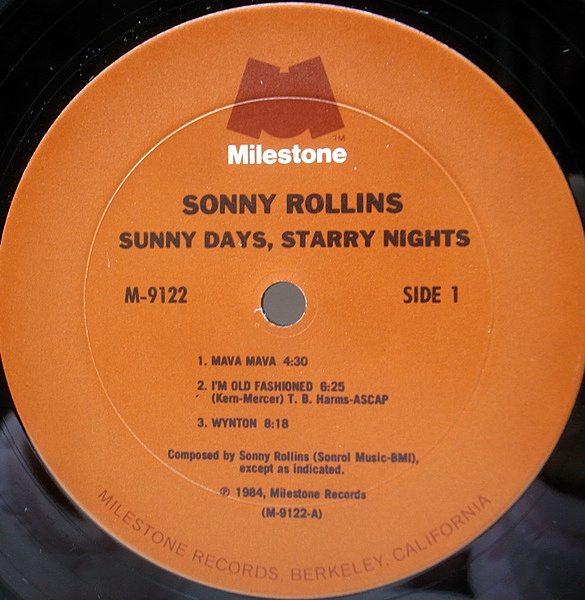 TM
Milestone
SONNY ROLLINS
SUNNY DAYS, STARRY NIGHTS
M-9122 SIDE 1
1. MAVA MAVA 4:30
2. I'M OLD FASHIONED 6:25
(Kern-Mercer) T. B. Harms-ASCAP
3. WYNTON 8:18
Composed by Sonny Rollins (Sonrol Music-BMI),
except as indicated.
℗ 1984, Milestone Records
(M-9122-A)
MILESTONE RECORDS, BERKELEY, CALIFORNIA